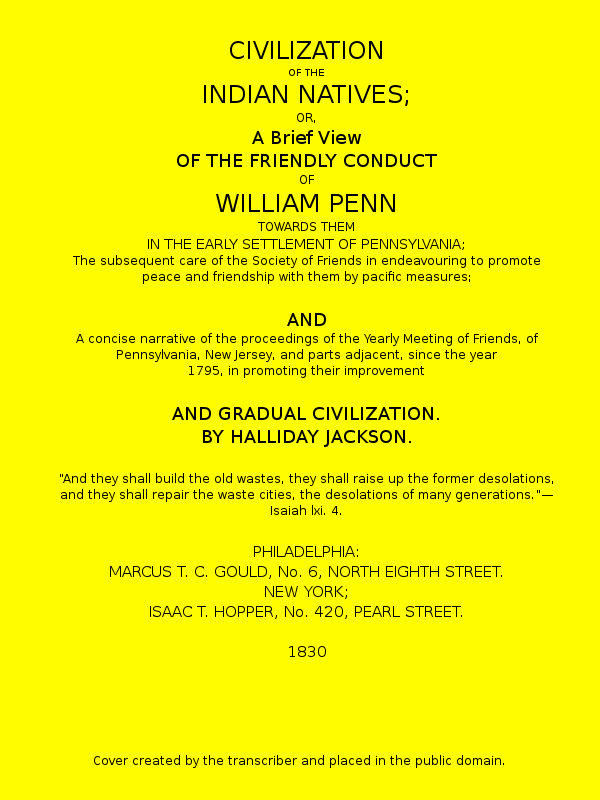 CIVILIZATION
OF THE
INDIAN NATIVES;
OR,
A Brief View
OF THE FRIENDLY CONDUCT
OF
WILLIAM PENN
TOWARDS THEM
IN THE EARLY SETTLEMENT OF PENNSYLVANIA;
The subsequent care of the Society of Friends in endeavouring to promote
peace and friendship with them by pacific measures;
AND
A concise narrative of the proceedings of the Yearly Meeting of Friends, of
Pennsylvania, New Jersey, and parts adjacent, since the year
1795, in promoting their improvement
AND GRADUAL CIVILIZATION.
BY HALLIDAY JACKSON.
"And they shall build the old wastes, they shall raise up the former desolations,
and they shall repair the waste cities, the desolations of many generations."—
Isaiah lxi. 4.
PHILADELPHIA:
MARCUS T. C. GOULD, No. 6, NORTH EIGHTH STREET.
NEW YORK;
ISAAC T. HOPPER, No. 420, PEARL STREET.
1830
Cover created by the transcriber and placed in the public domain.